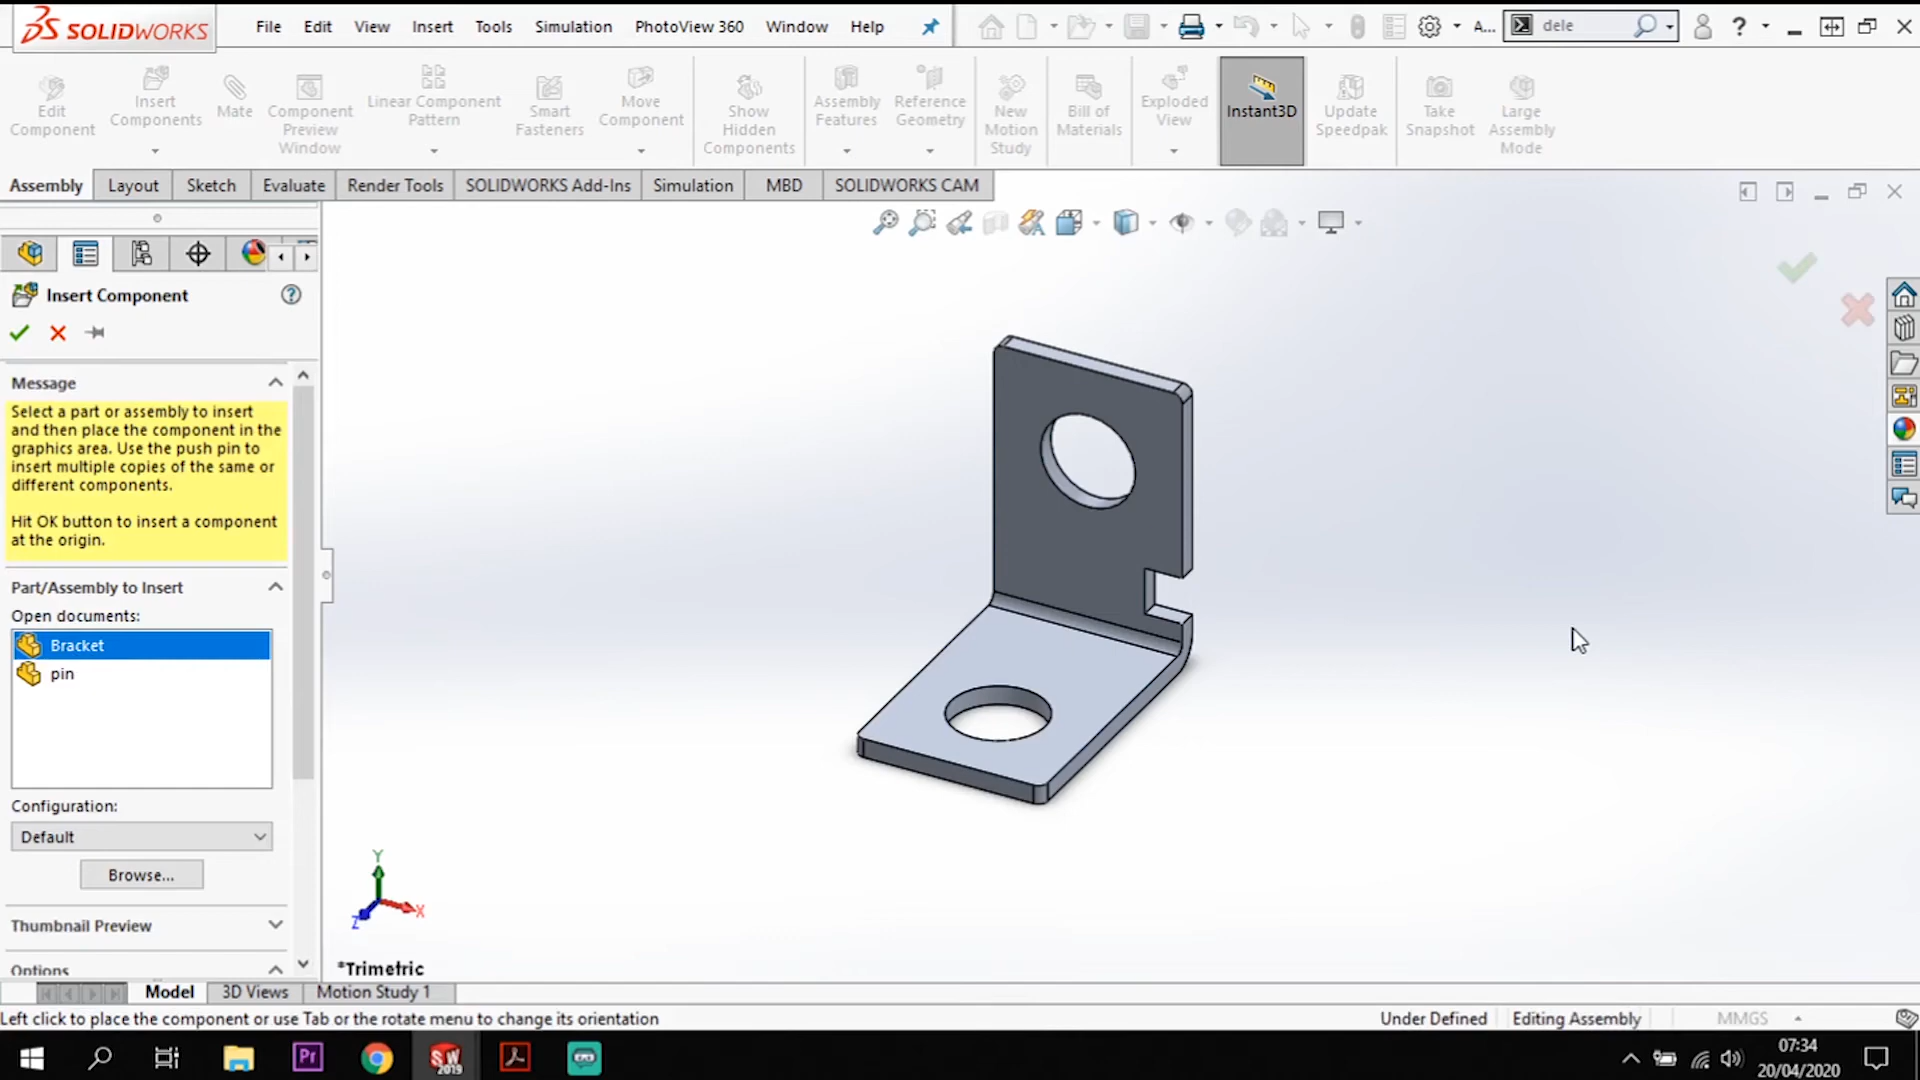 SOLIDWORKS
File Edit View Insert Tools Simulation PhotoView 360 Window Help
A...
dele
?
Edit Component
Insert Components
Mate
Component Preview Window
Linear Component Pattern
Smart Fasteners
Move Component
Show Hidden Components
Assembly Features
Reference Geometry
New Motion Study
Bill of Materials
Exploded View
Instant3D
Update Speedpak
Take Snapshot
Large Assembly Mode
Assembly Layout Sketch Evaluate Render Tools SOLIDWORKS Add-Ins Simulation MBD SOLIDWORKS CAM
Insert Component
?
Message
Select a part or assembly to insert
and then place the component in the
graphics area. Use the push pin to
insert multiple copies of the same or
different components.
Hit OK button to insert a component
at the origin.
Part/Assembly to Insert
Open documents:
Bracket
pin
Configuration:
Default
Browse...
Thumbnail Preview
Options
Y
X
Z
*Trimetric
Model 3D Views Motion Study 1
Left click to place the component or use Tab or the rotate menu to change its orientation
Under Defined Editing Assembly MMGS
Pr
SW
2019
07:34
20/04/2020